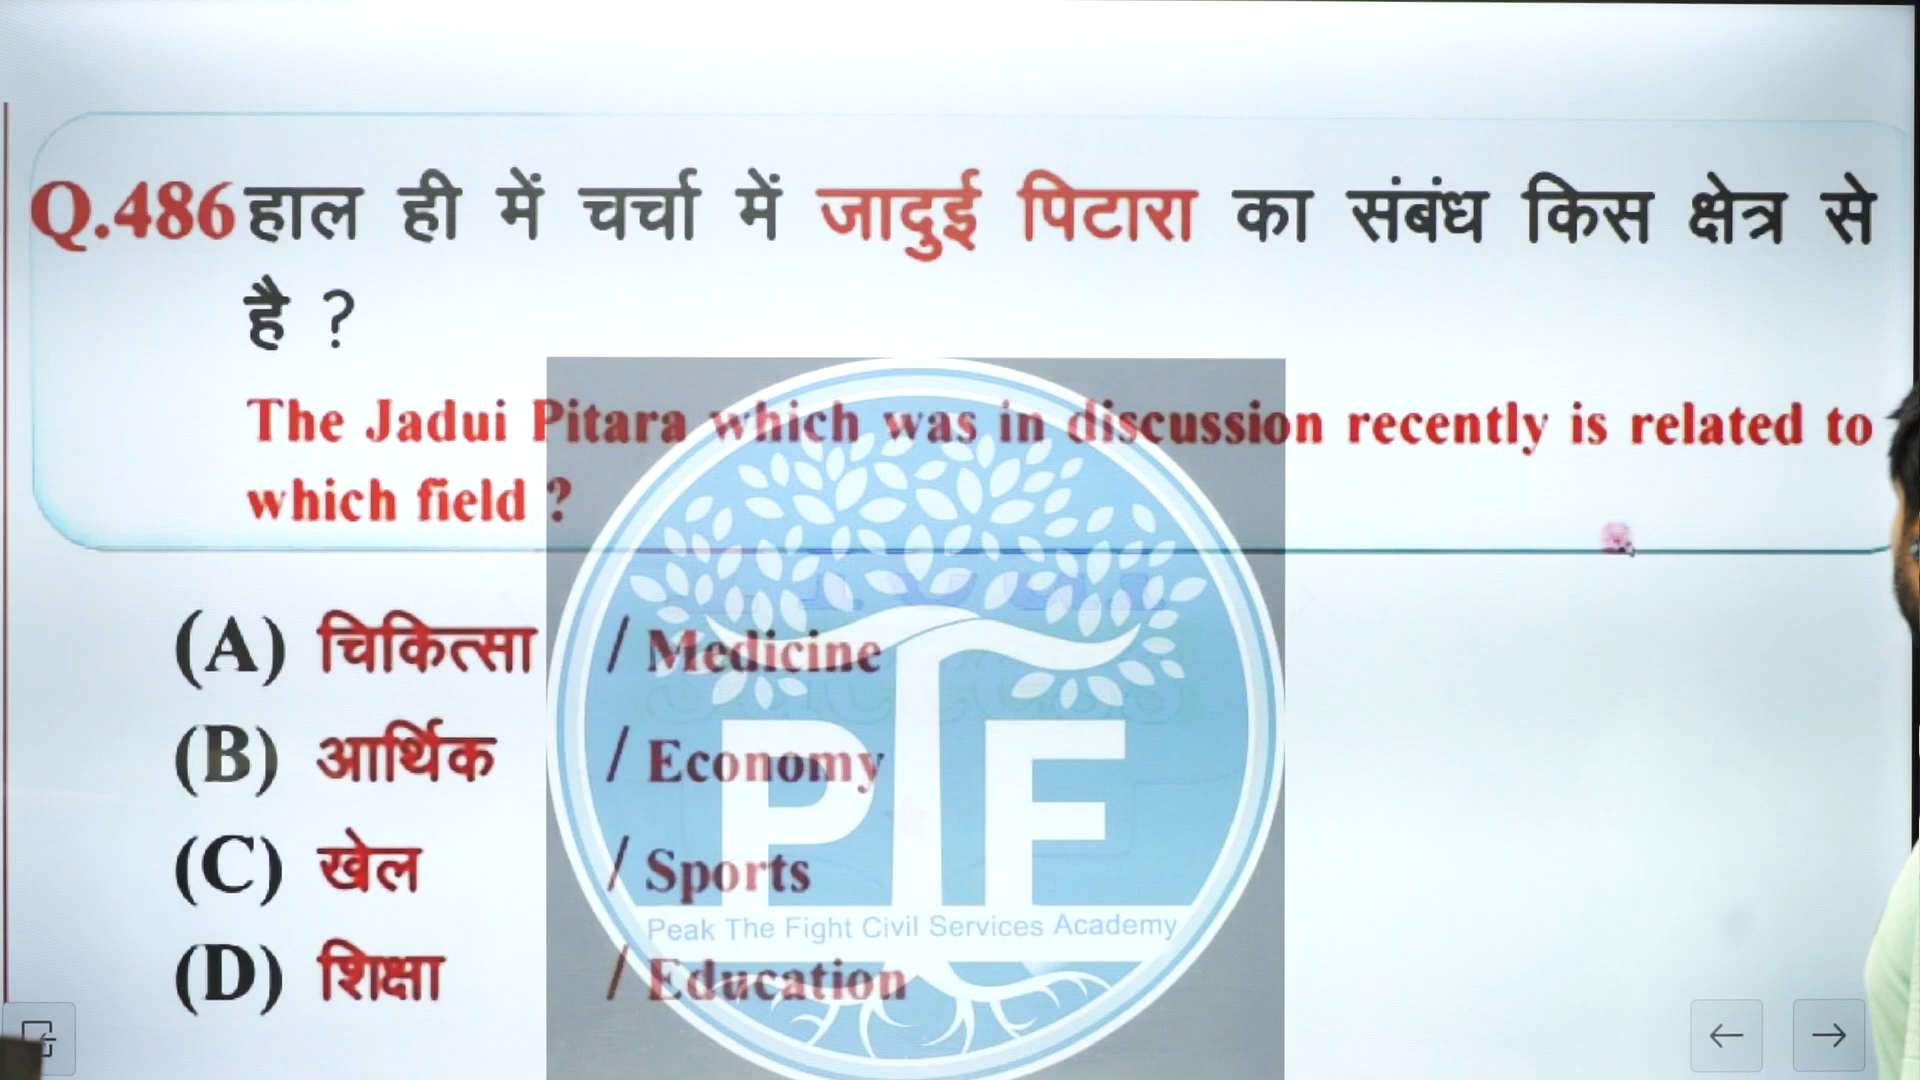 Q.486 हाल ही में चर्चा में जादुई पिटारा का संबंध किस क्षेत्र से
है ?
The Jadui Pitara which was in discussion recently is related to
which field ?
(A) चिकित्सा / Medicine
(B) आर्थिक / Economy
(C) खेल / Sports
(D) शिक्षा / Education
PTF
Peak The Fight Civil Services Academy